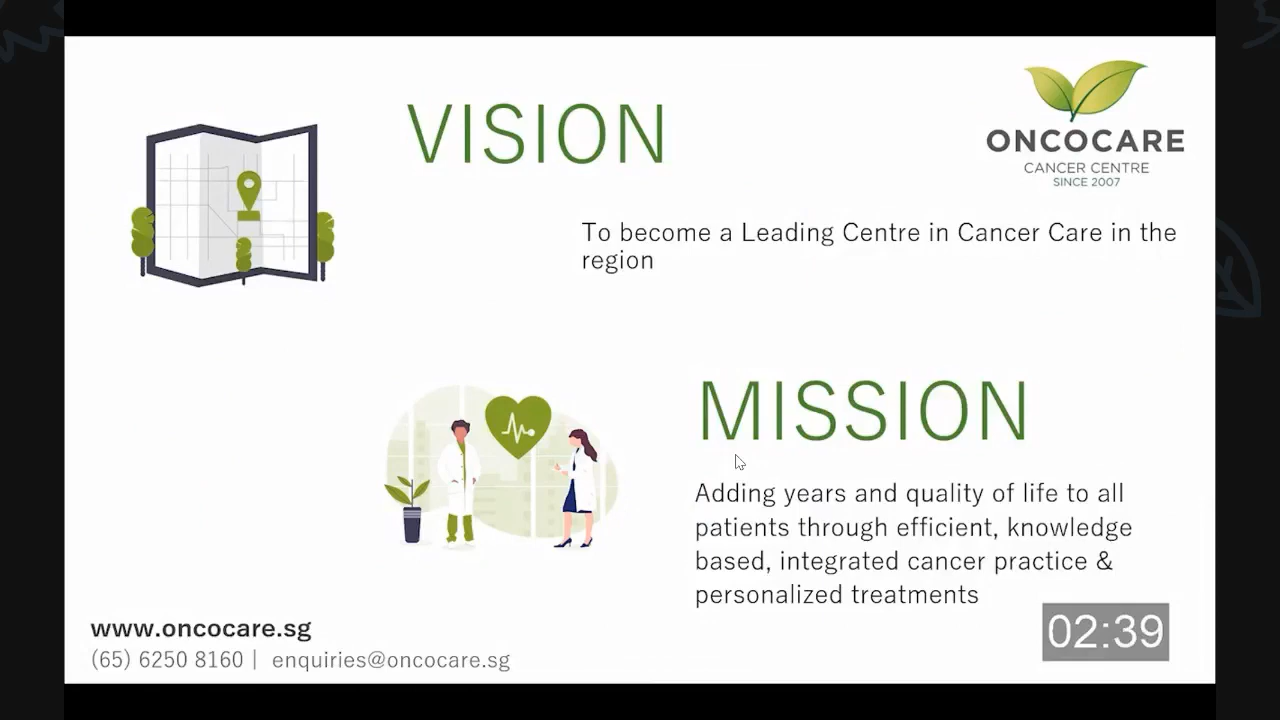 VISION
ONCOCARE
CANCER CENTRE
SINCE 2007
To become a Leading Centre in Cancer Care in the
region
MISSION
Adding years and quality of life to all
patients through efficient, knowledge
based, integrated cancer practice &
personalized treatments
www.oncocare.sg
(65) 6250 8160 | enquiries@oncocare.sg
02:39